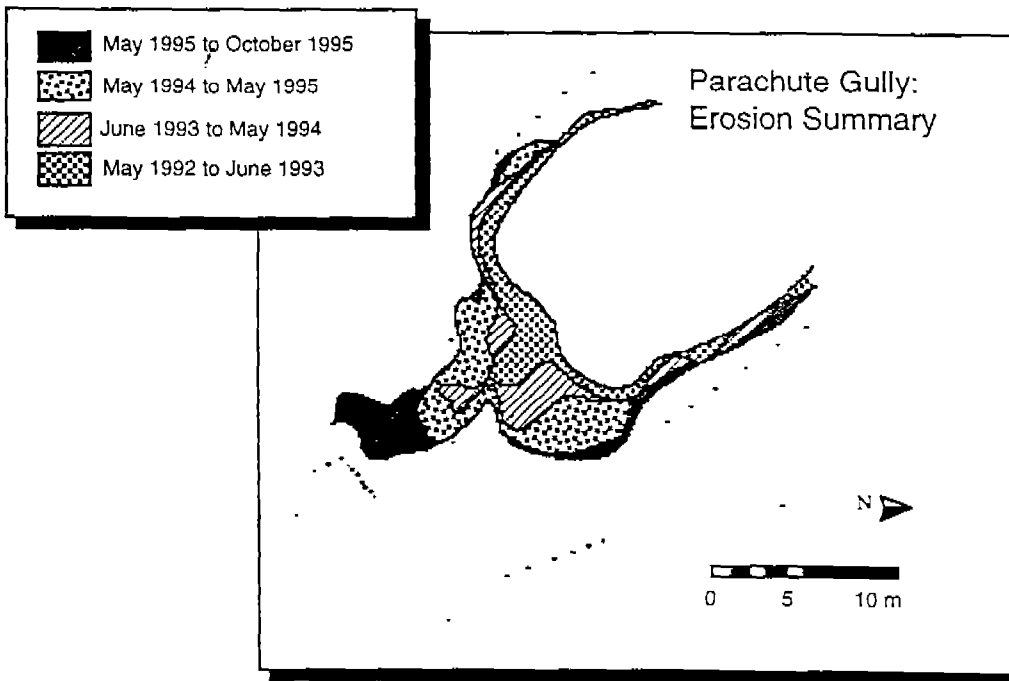 May 1995 to October 1995
May 1994 to May 1995
June 1993 to May 1994
May 1992 to June 1993
Parachute Gully:
Erosion Summary
N
0 5 10 m